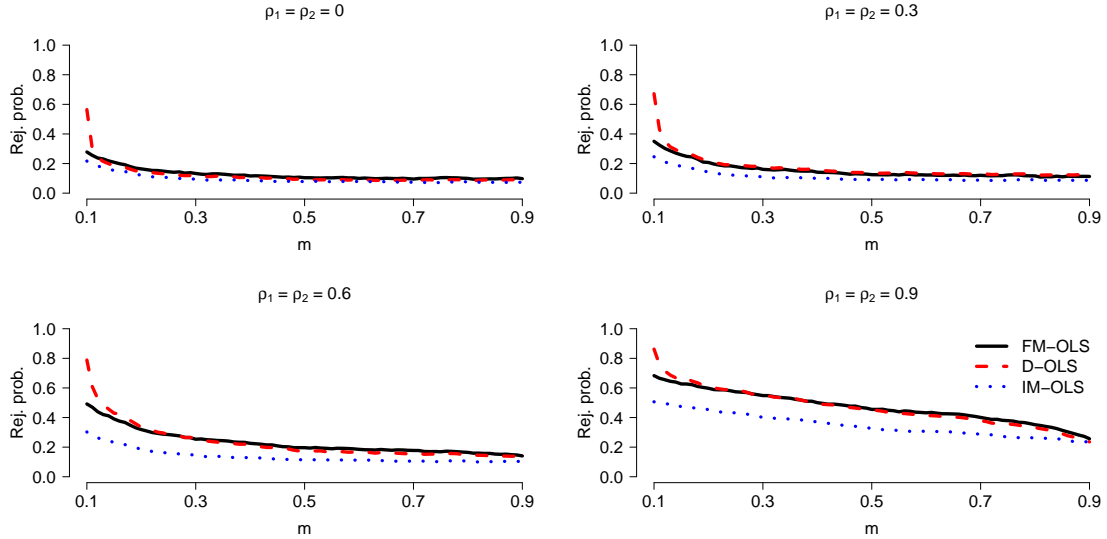 ρ1 = ρ2 = 0
Rej. prob.
1.0
0.8
0.6
0.4
0.2
0.0
0.1 0.3 0.5 0.7 0.9
m
ρ1 = ρ2 = 0.3
Rej. prob.
1.0
0.8
0.6
0.4
0.2
0.0
0.1 0.3 0.5 0.7 0.9
m
ρ1 = ρ2 = 0.6
Rej. prob.
1.0
0.8
0.6
0.4
0.2
0.0
0.1 0.3 0.5 0.7 0.9
m
ρ1 = ρ2 = 0.9
Rej. prob.
1.0
0.8
0.6
0.4
0.2
0.0
FM−OLS
D−OLS
IM−OLS
0.1 0.3 0.5 0.7 0.9
m